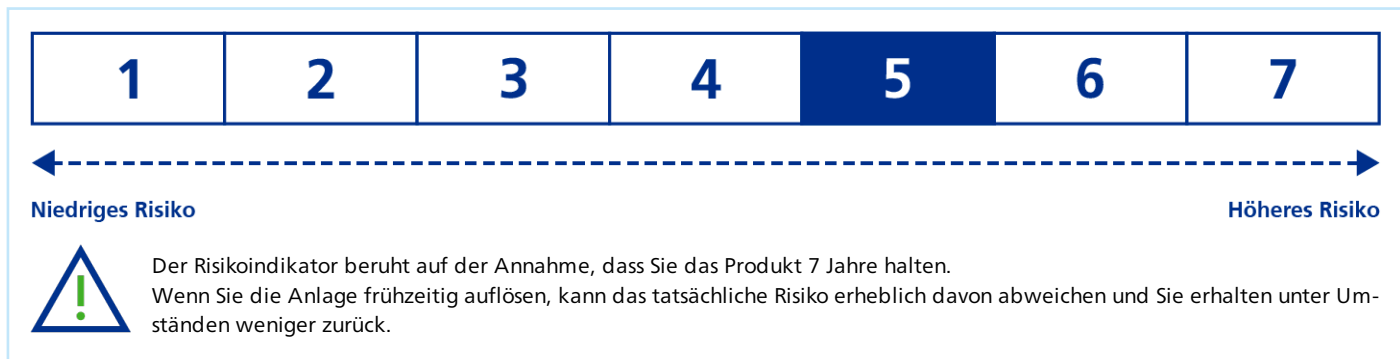 1 2 3 4 5 6 7
Niedriges Risiko Höheres Risiko
Der Risikoindikator beruht auf der Annahme, dass Sie das Produkt 7 Jahre halten.
Wenn Sie die Anlage frühzeitig auflösen, kann das tatsächliche Risiko erheblich davon abweichen und Sie erhalten unter Um-
ständen weniger zurück.